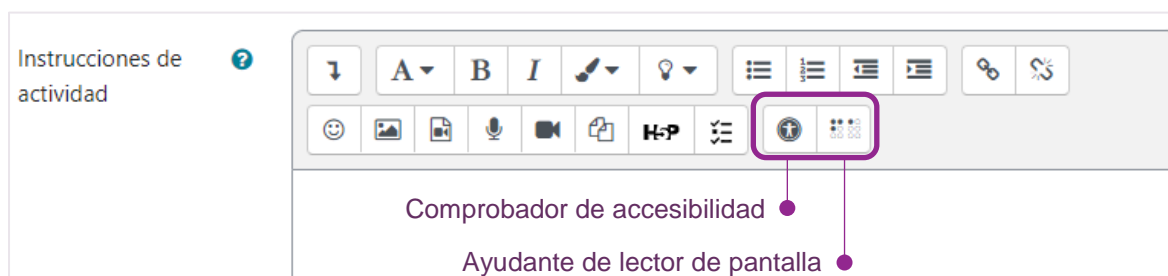 Instrucciones de
actividad
A B I
H5P
Comprobador de accesibilidad
Ayudante de lector de pantalla